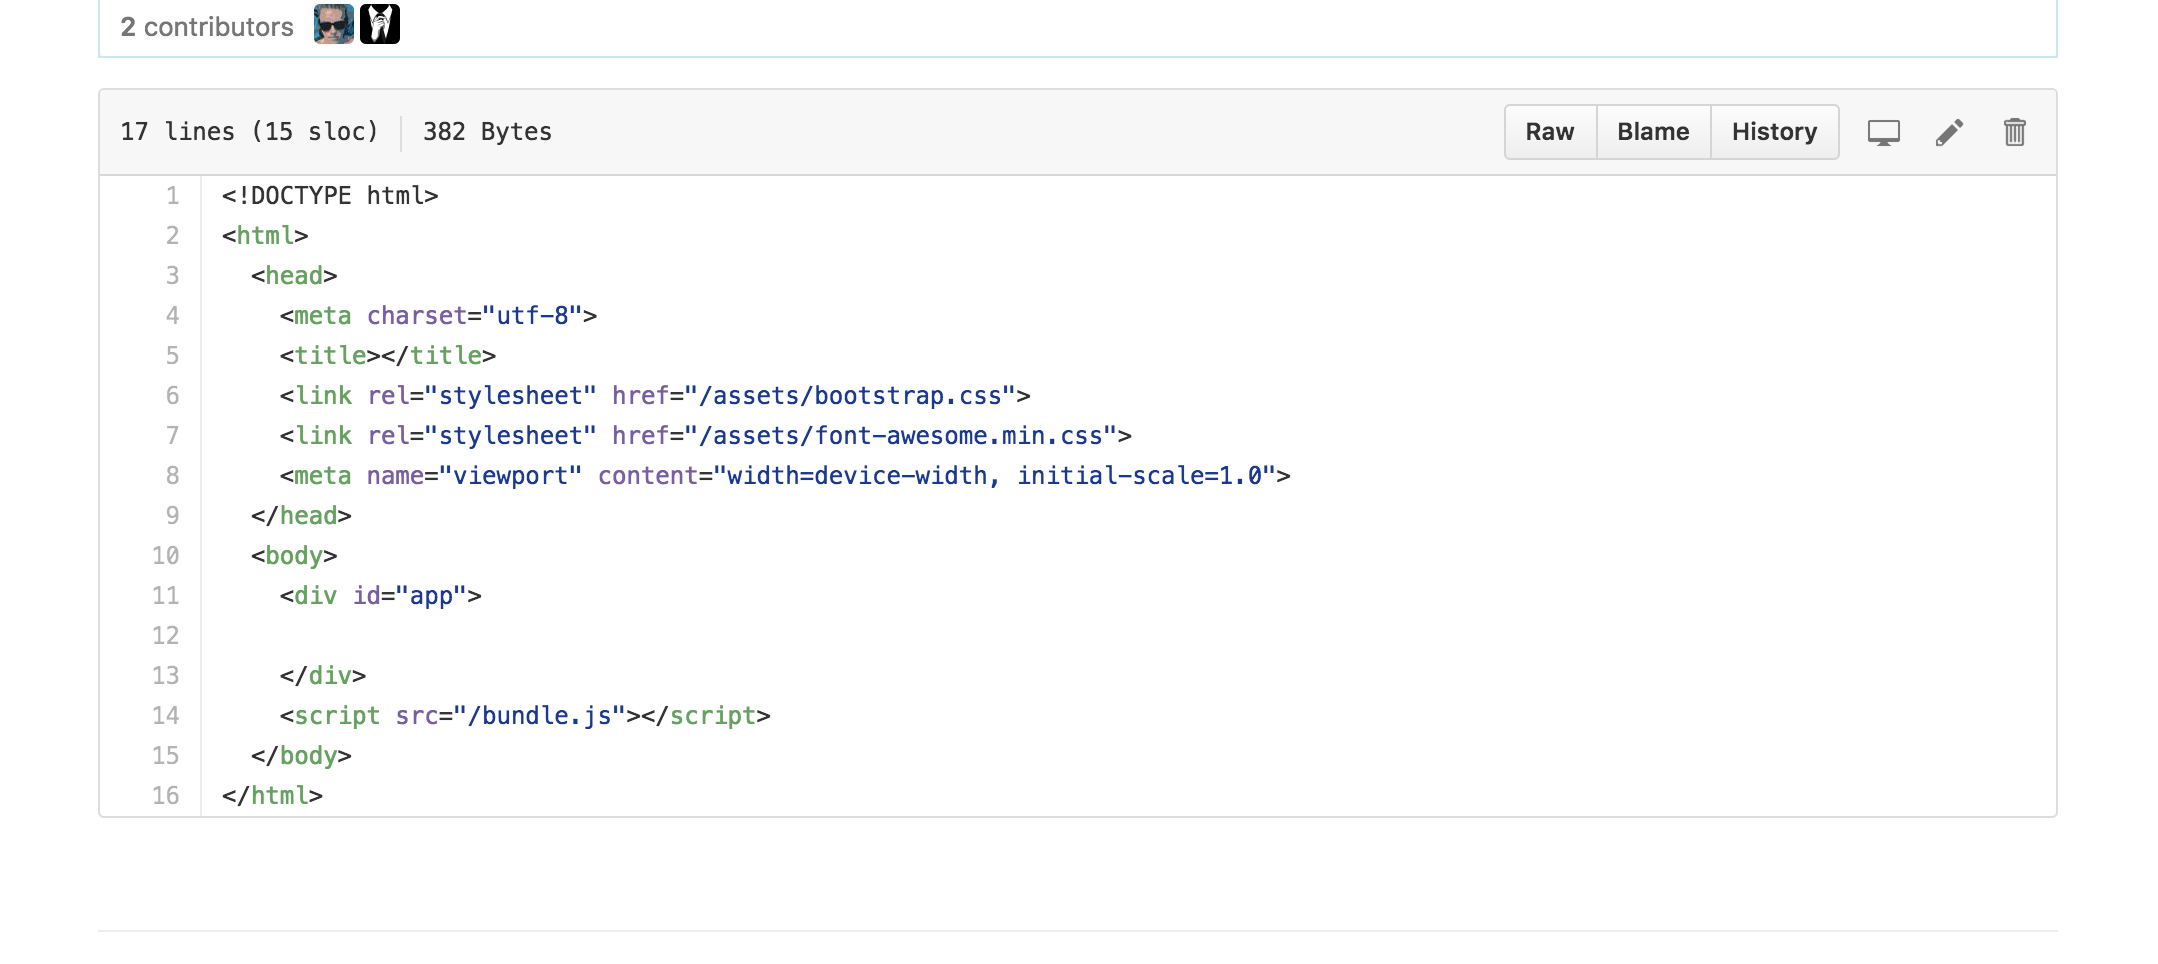 2 contributors
17 lines (15 sloc) 382 Bytes Raw Blame History
1 <!DOCTYPE html>
2 <html>
3   <head>
4     <meta charset="utf-8">
5     <title></title>
6     <link rel="stylesheet" href="/assets/bootstrap.css">
7     <link rel="stylesheet" href="/assets/font-awesome.min.css">
8     <meta name="viewport" content="width=device-width, initial-scale=1.0">
9   </head>
10   <body>
11     <div id="app">
12
13     </div>
14     <script src="/bundle.js"></script>
15   </body>
16 </html>